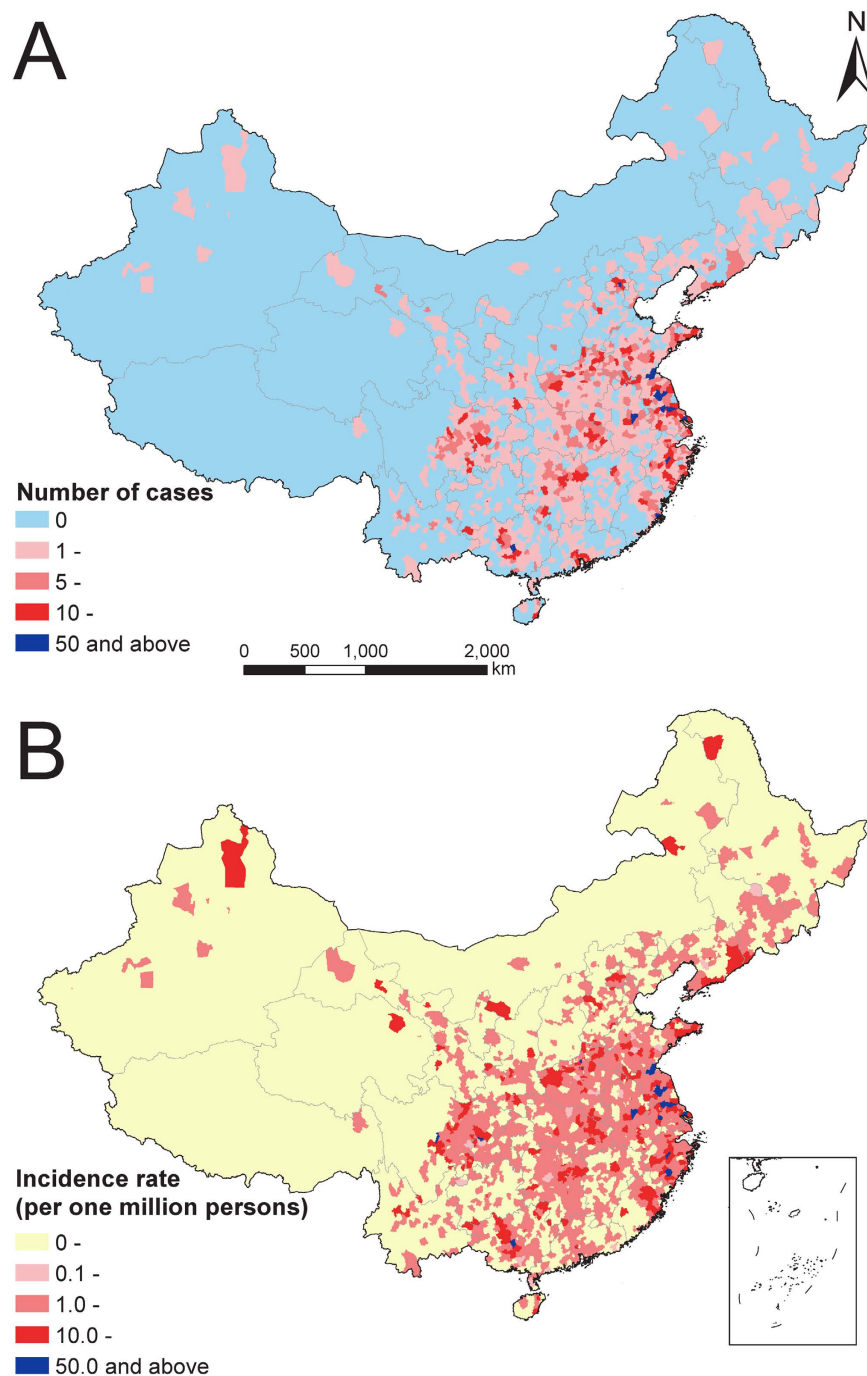 A
N
Number of cases
0
1 -
5 -
10 -
50 and above
0 500 1,000 2,000
km
B
Incidence rate
(per one million persons)
0 -
0.1 -
1.0 -
10.0 -
50.0 and above